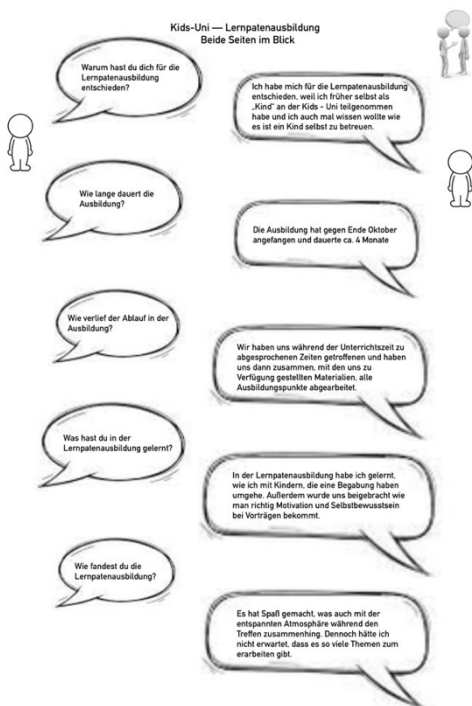 Kids-Uni — Lernpatenausbildung
Beide Seiten im Blick
Warum hast du dich für die
Lernpatenausbildung
entschieden?
Ich habe mich für die Lernpatenausbildung
entschieden, weil ich früher selbst als
„Kind" an der Kids - Uni teilgenommen
habe und ich auch mal wissen wollte wie
es ist ein Kind selbst zu betreuen.
Wie lange dauert die
Ausbildung?
Die Ausbildung hat gegen Ende Oktober
angefangen und dauerte ca. 4 Monate
Wie verlief der Ablauf in der
Ausbildung?
Wir haben uns während der Unterrichtszeit zu
abgesprochenen Zeiten getroffenen und haben
uns dann zusammen, mit den uns zu
Verfügung gestellten Materialien, alle
Ausbildungspunkte abgearbeitet.
Was hast du in der
Lernpatenausbildung gelernt?
In der Lernpatenausbildung habe ich gelernt,
wie ich mit Kindern, die eine Begabung haben
umgehe. Außerdem wurde uns beigebracht wie
man richtig Motivation und Selbstbewusstsein
bei Vorträgen bekommt.
Wie fandest du die
Lernpatenausbildung?
Es hat Spaß gemacht, was auch mit der
entspannten Atmosphäre während den
Treffen zusammenhing. Dennoch hätte ich
nicht erwartet, dass es so viele Themen zum
erarbeiten gibt.